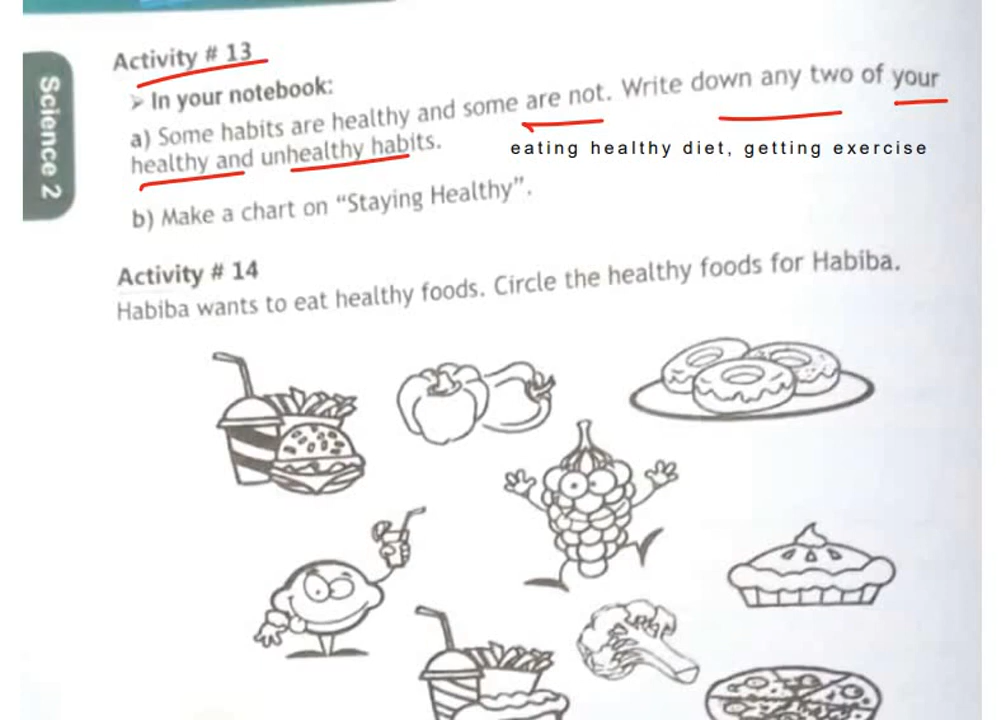 Science 2
Activity # 13
➤ In your notebook:
a) Some habits are healthy and some are not. Write down any two of your
healthy and unhealthy habits.
eating healthy diet, getting exercise
b) Make a chart on “Staying Healthy”.
Activity # 14
Habiba wants to eat healthy foods. Circle the healthy foods for Habiba.